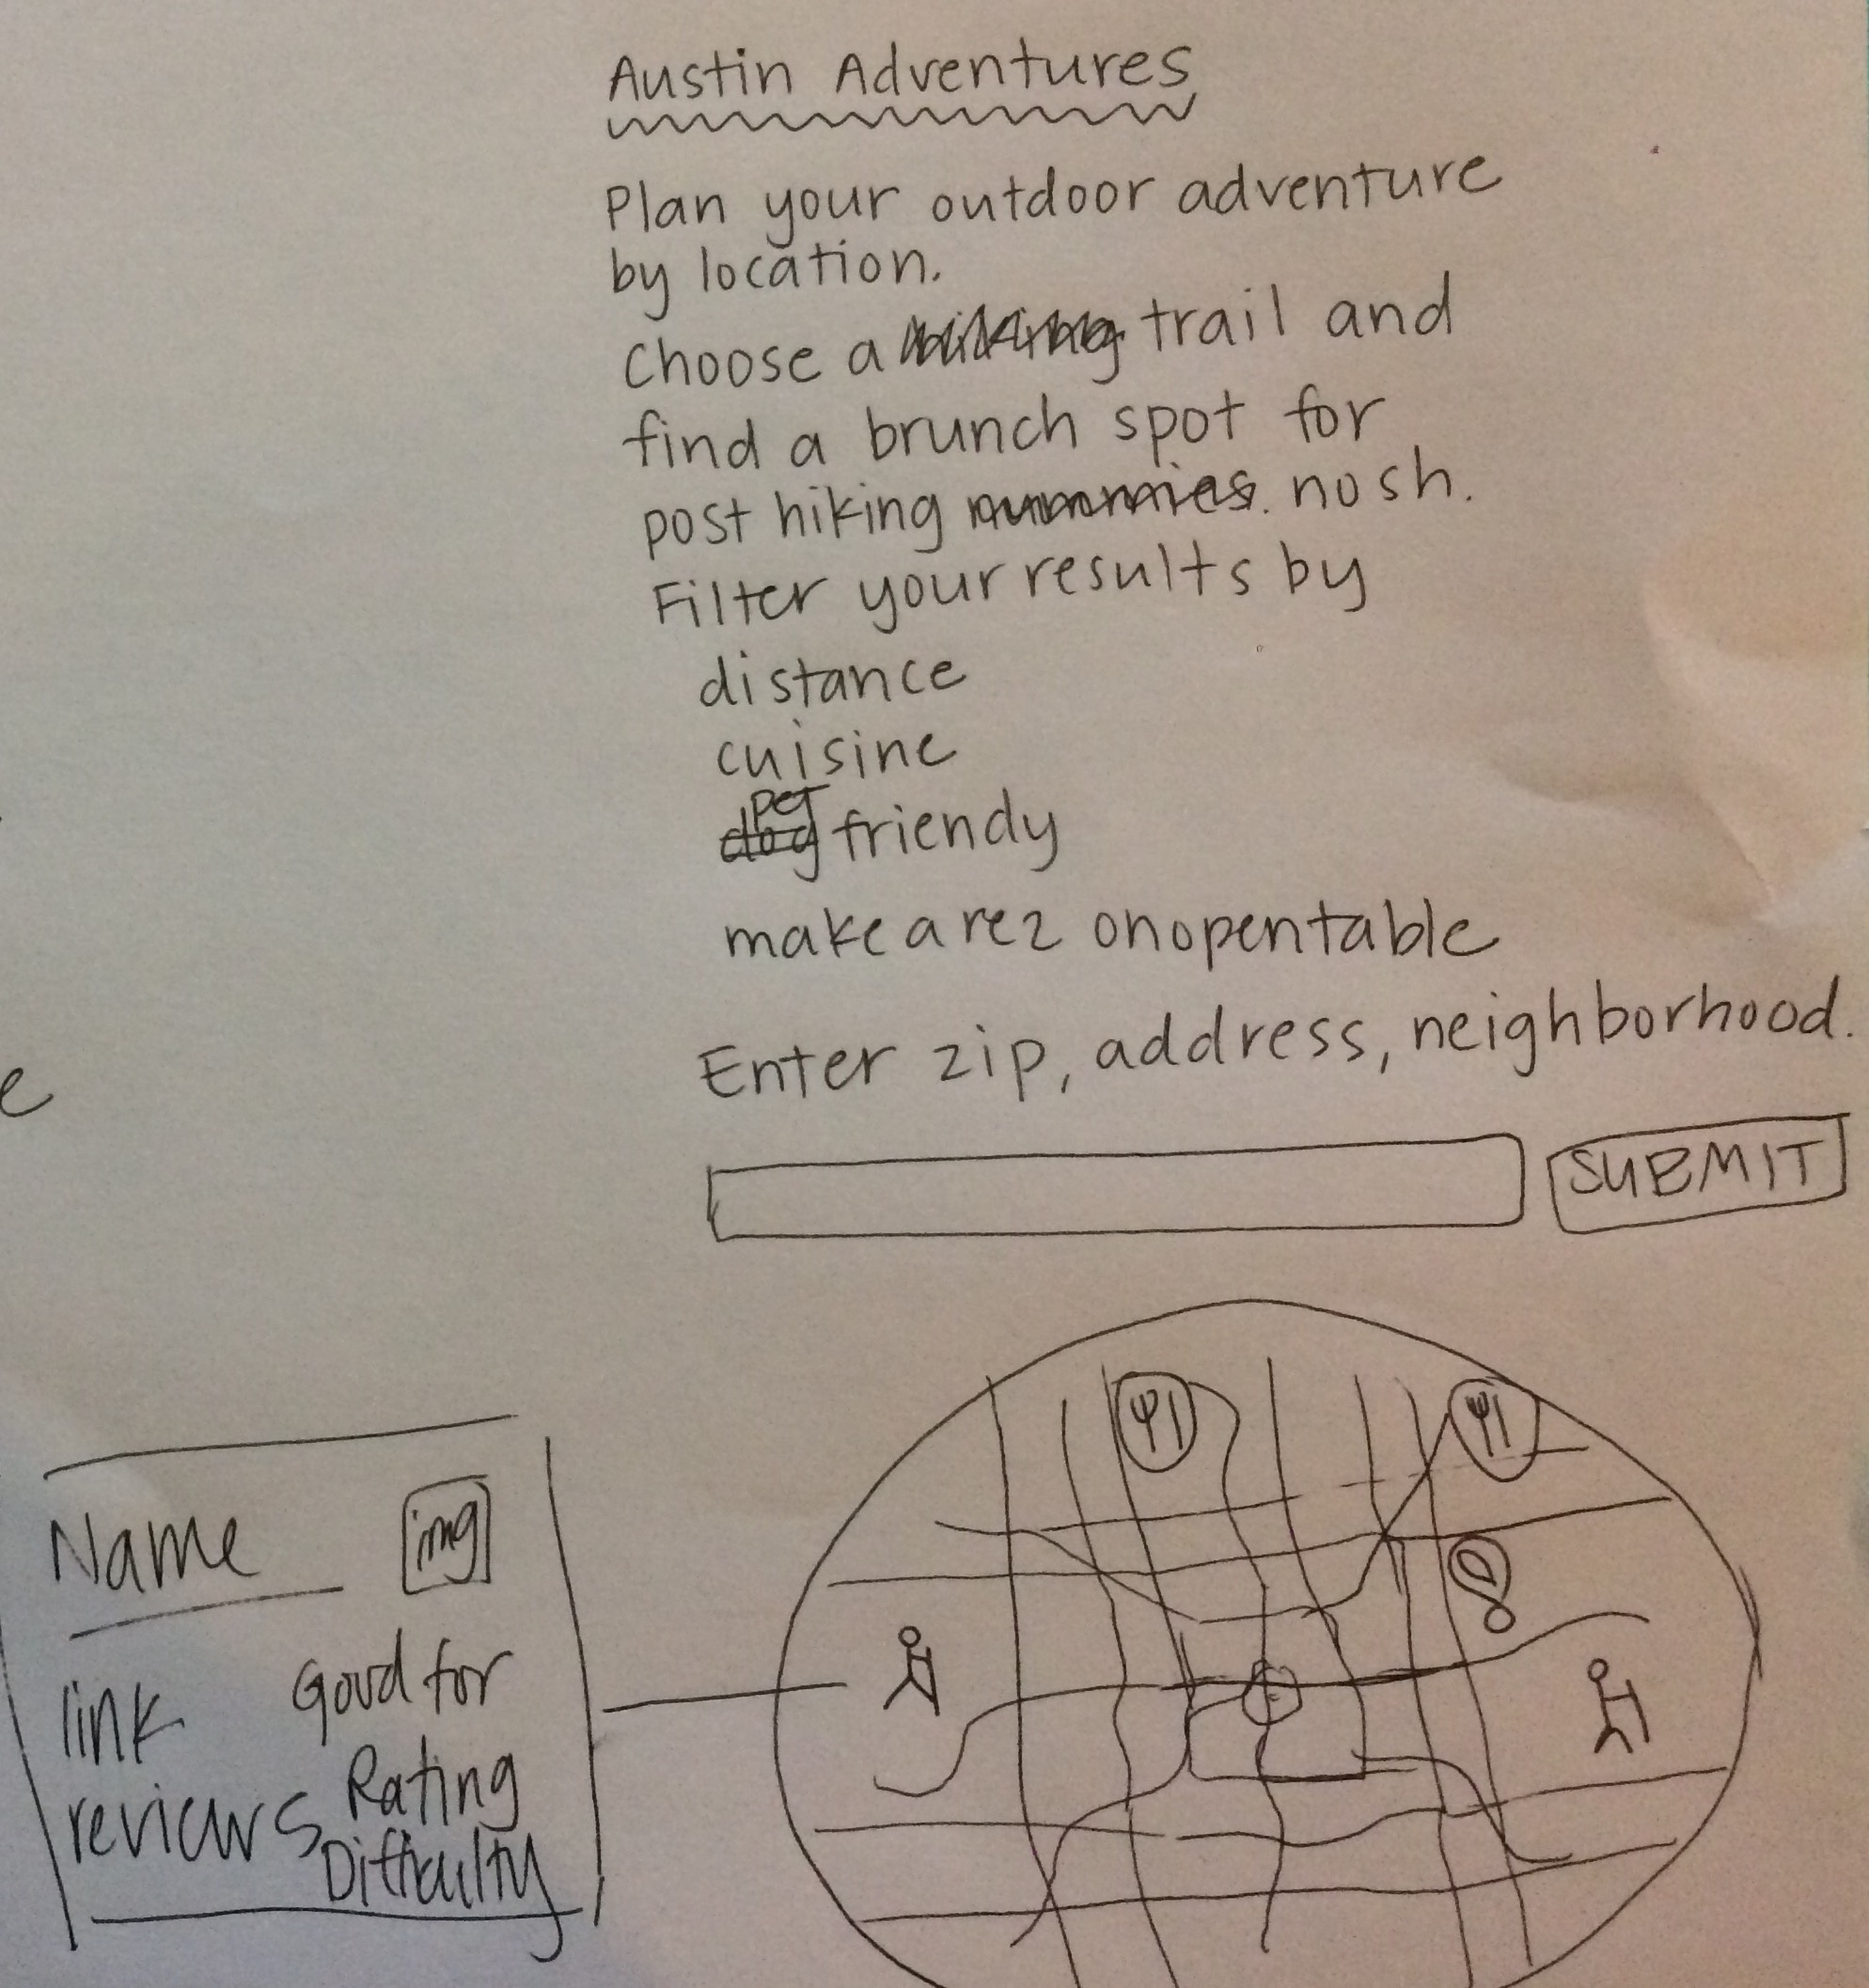 Austin Adventures
Plan your outdoor adventure
by location.
Choose a trail and
find a brunch spot for
post hiking nummies. nosh.
Filter your results by
distance
cuisine
pet
dog friendy
make a rez on opentable
Enter zip, address, neighborhood.
SUBMIT
Name img
link Good for
reviews Rating
Difficulty
e